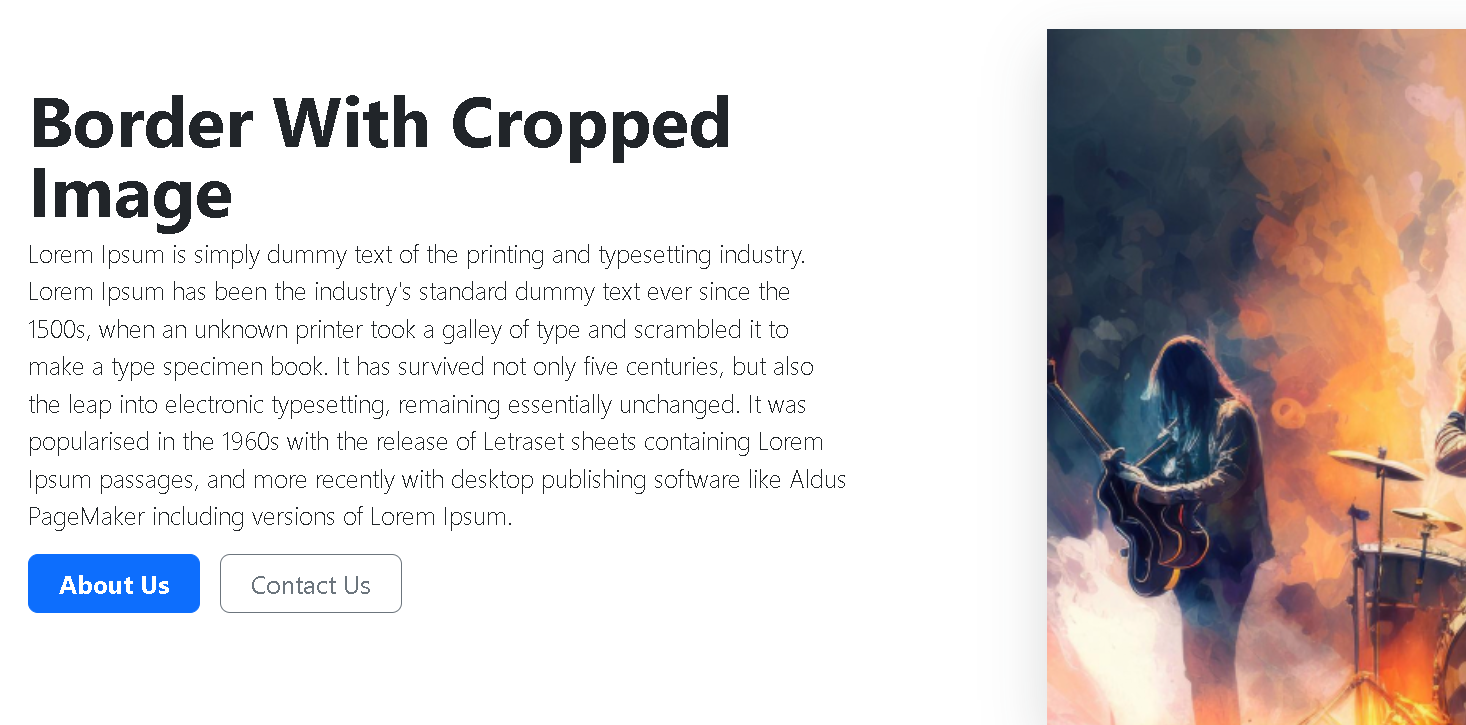 Border With Cropped
Image
Lorem Ipsum is simply dummy text of the printing and typesetting industry.
Lorem Ipsum has been the industry's standard dummy text ever since the
1500s, when an unknown printer took a galley of type and scrambled it to
make a type specimen book. It has survived not only five centuries, but also
the leap into electronic typesetting, remaining essentially unchanged. It was
popularised in the 1960s with the release of Letraset sheets containing Lorem
Ipsum passages, and more recently with desktop publishing software like Aldus
PageMaker including versions of Lorem Ipsum.
About Us
Contact Us